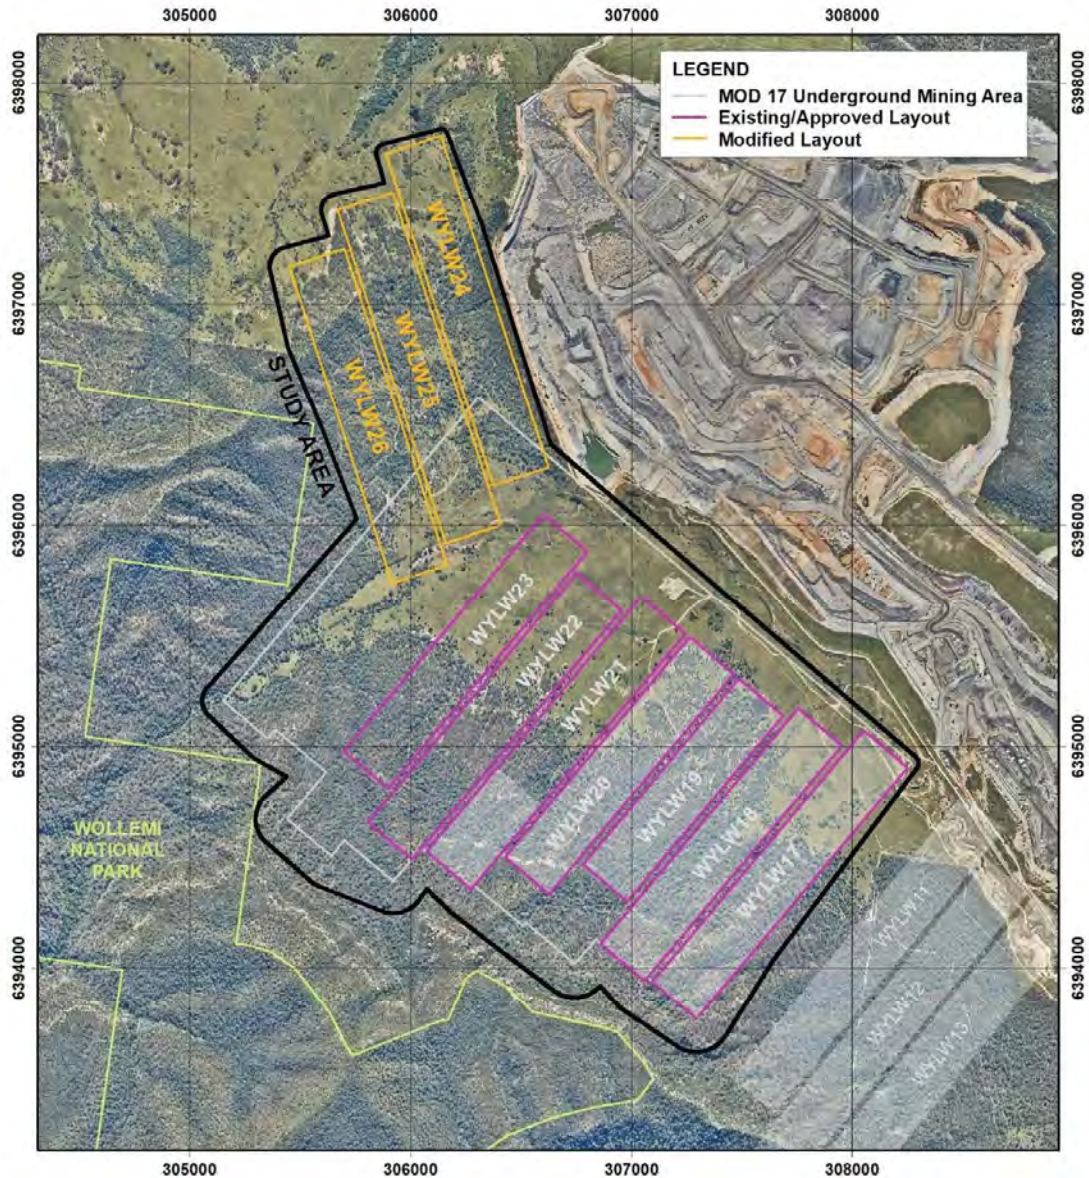 305000 306000 307000 308000
6398000 6398000
LEGEND
MOD 17 Underground Mining Area
Existing/Approved Layout
Modified Layout
WYLW24
6397000 6397000
WYLW25
WYLW26
STUDY AREA
6396000 6396000
WYLW23
WYLW22
WYLW21
6395000 6395000
WYLW20
WYLW19
WYLW18
WYLW17
WOLLEMI
NATIONAL
PARK
WYLW11
6394000 6394000
WYLW12
WYLW13
305000 306000 307000 308000